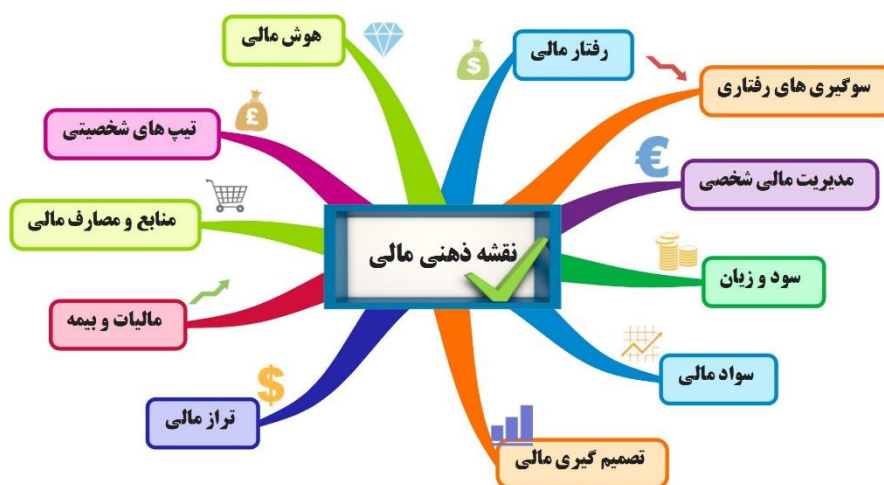 نقشه ذهنی مالی
رفتار مالی
سوگیری های رفتاری
مدیریت مالی شخصی
سود و زیان
سواد مالی
تصمیم گیری مالی
تراز مالی
مالیات و بیمه
منابع و مصارف مالی
تیپ های شخصیتی
هوش مالی
$
£
€
$